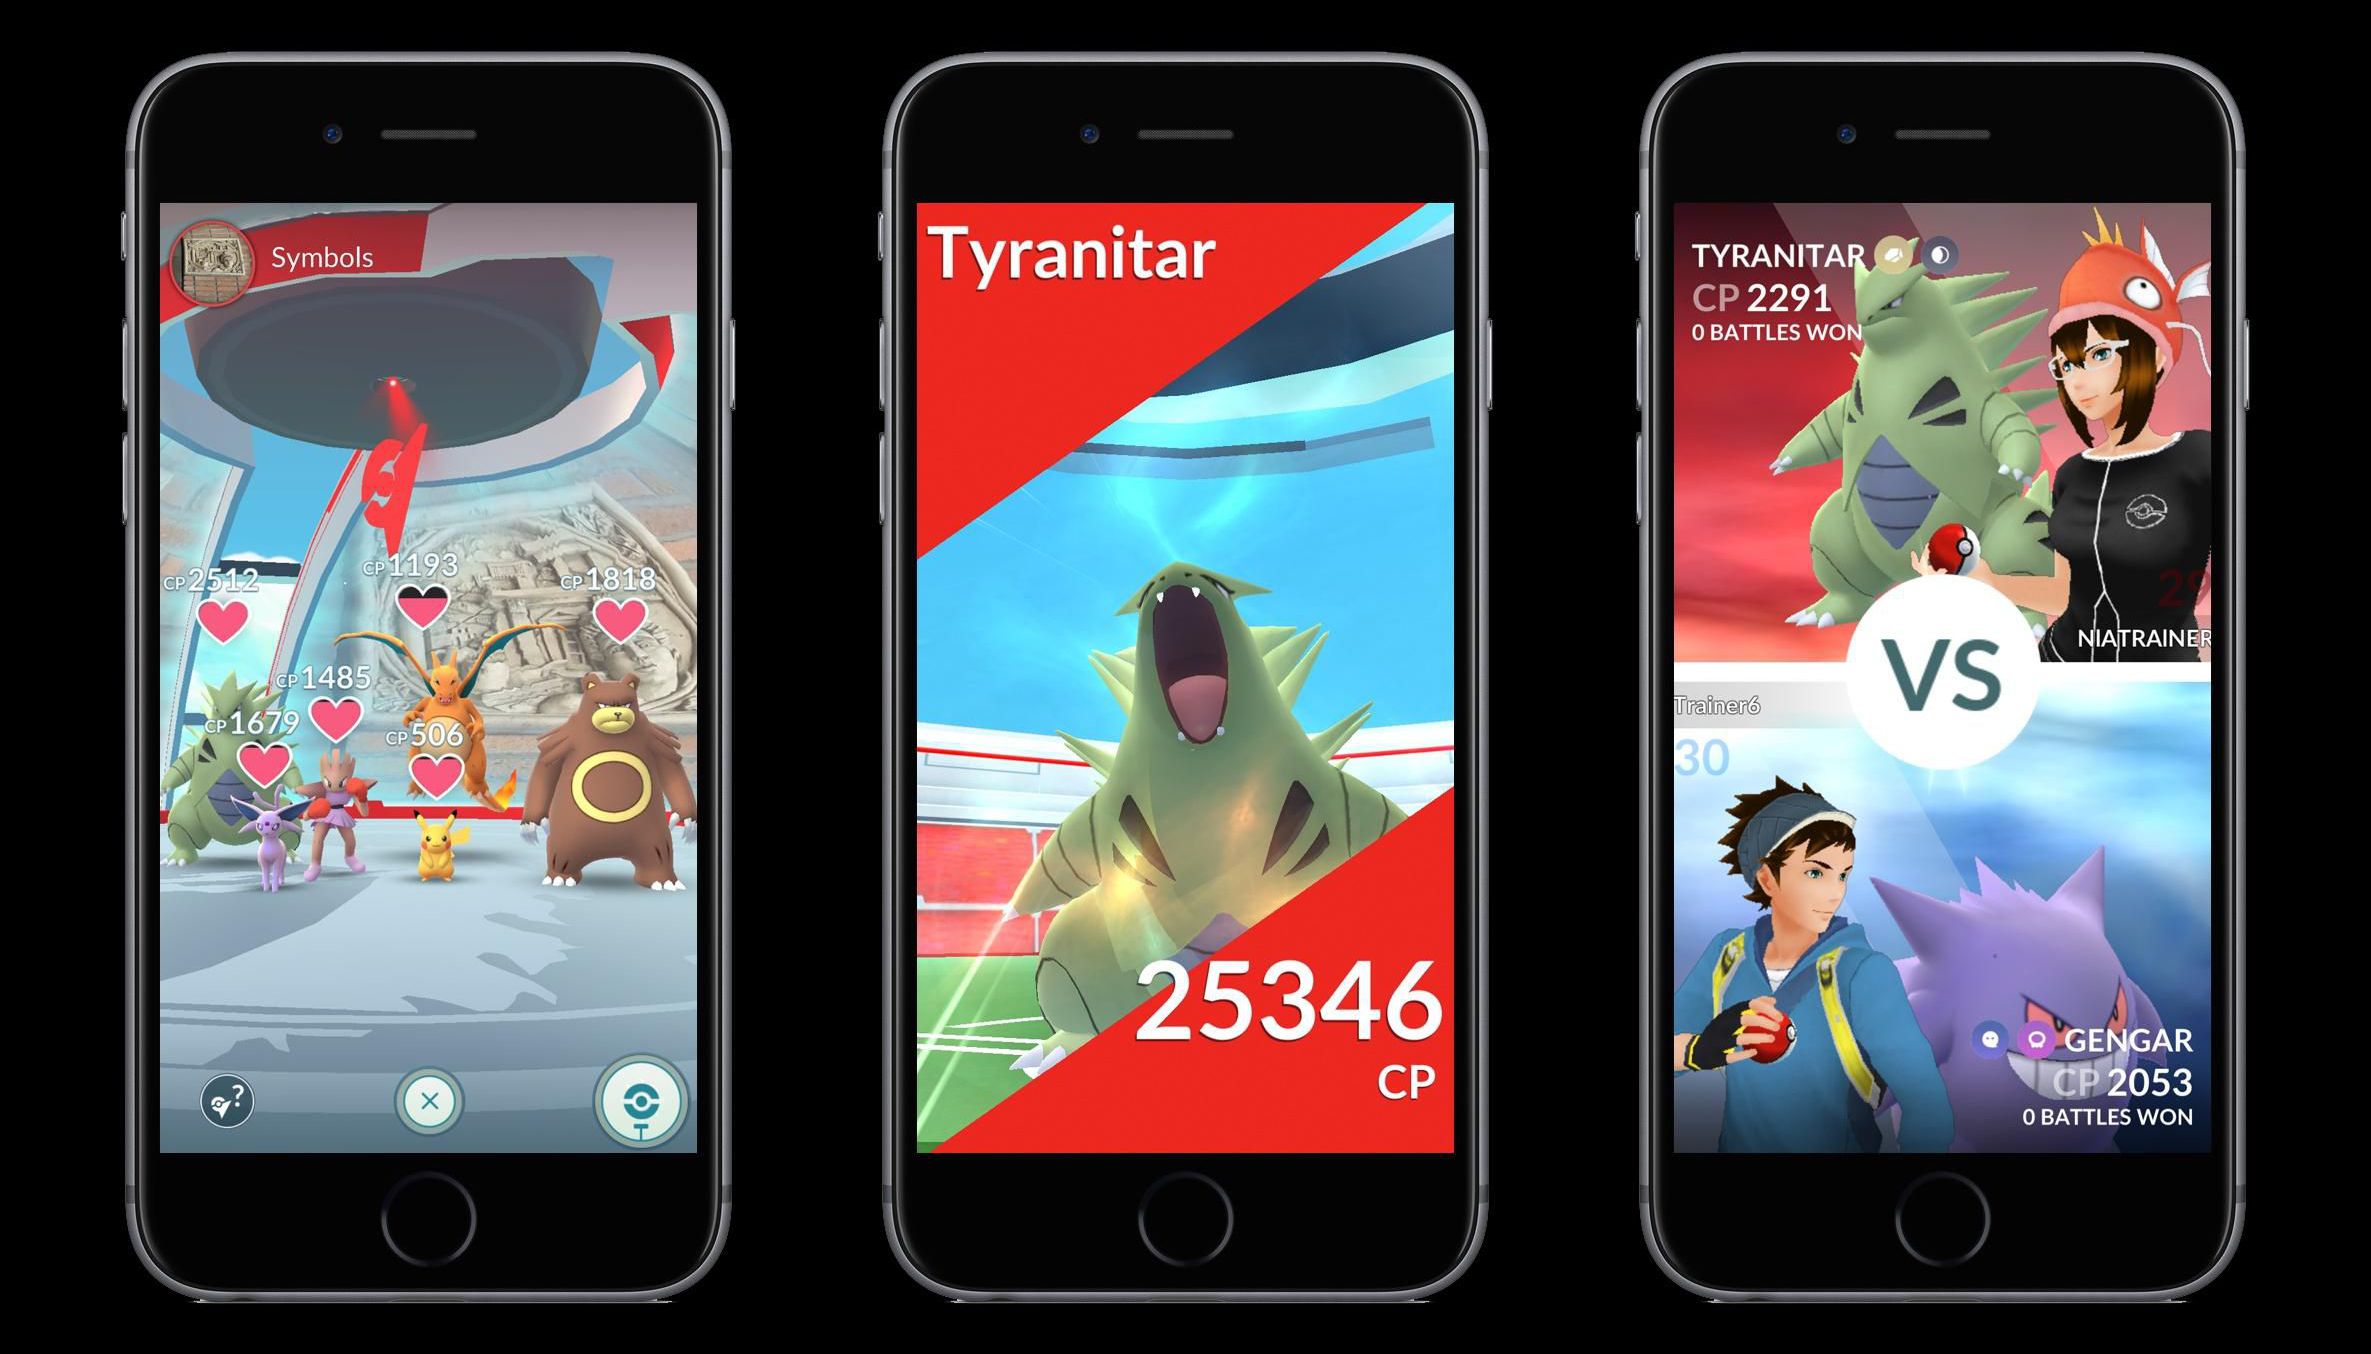 Symbols
CP2512
CP1193
CP1818
CP1485
CP1679
CP506
?
Tyranitar
25346
CP
TYRANITAR
CP 2291
0 BATTLES WON
29
NIATRAINER
VS
Trainer6
30
GENGAR
CP 2053
0 BATTLES WON